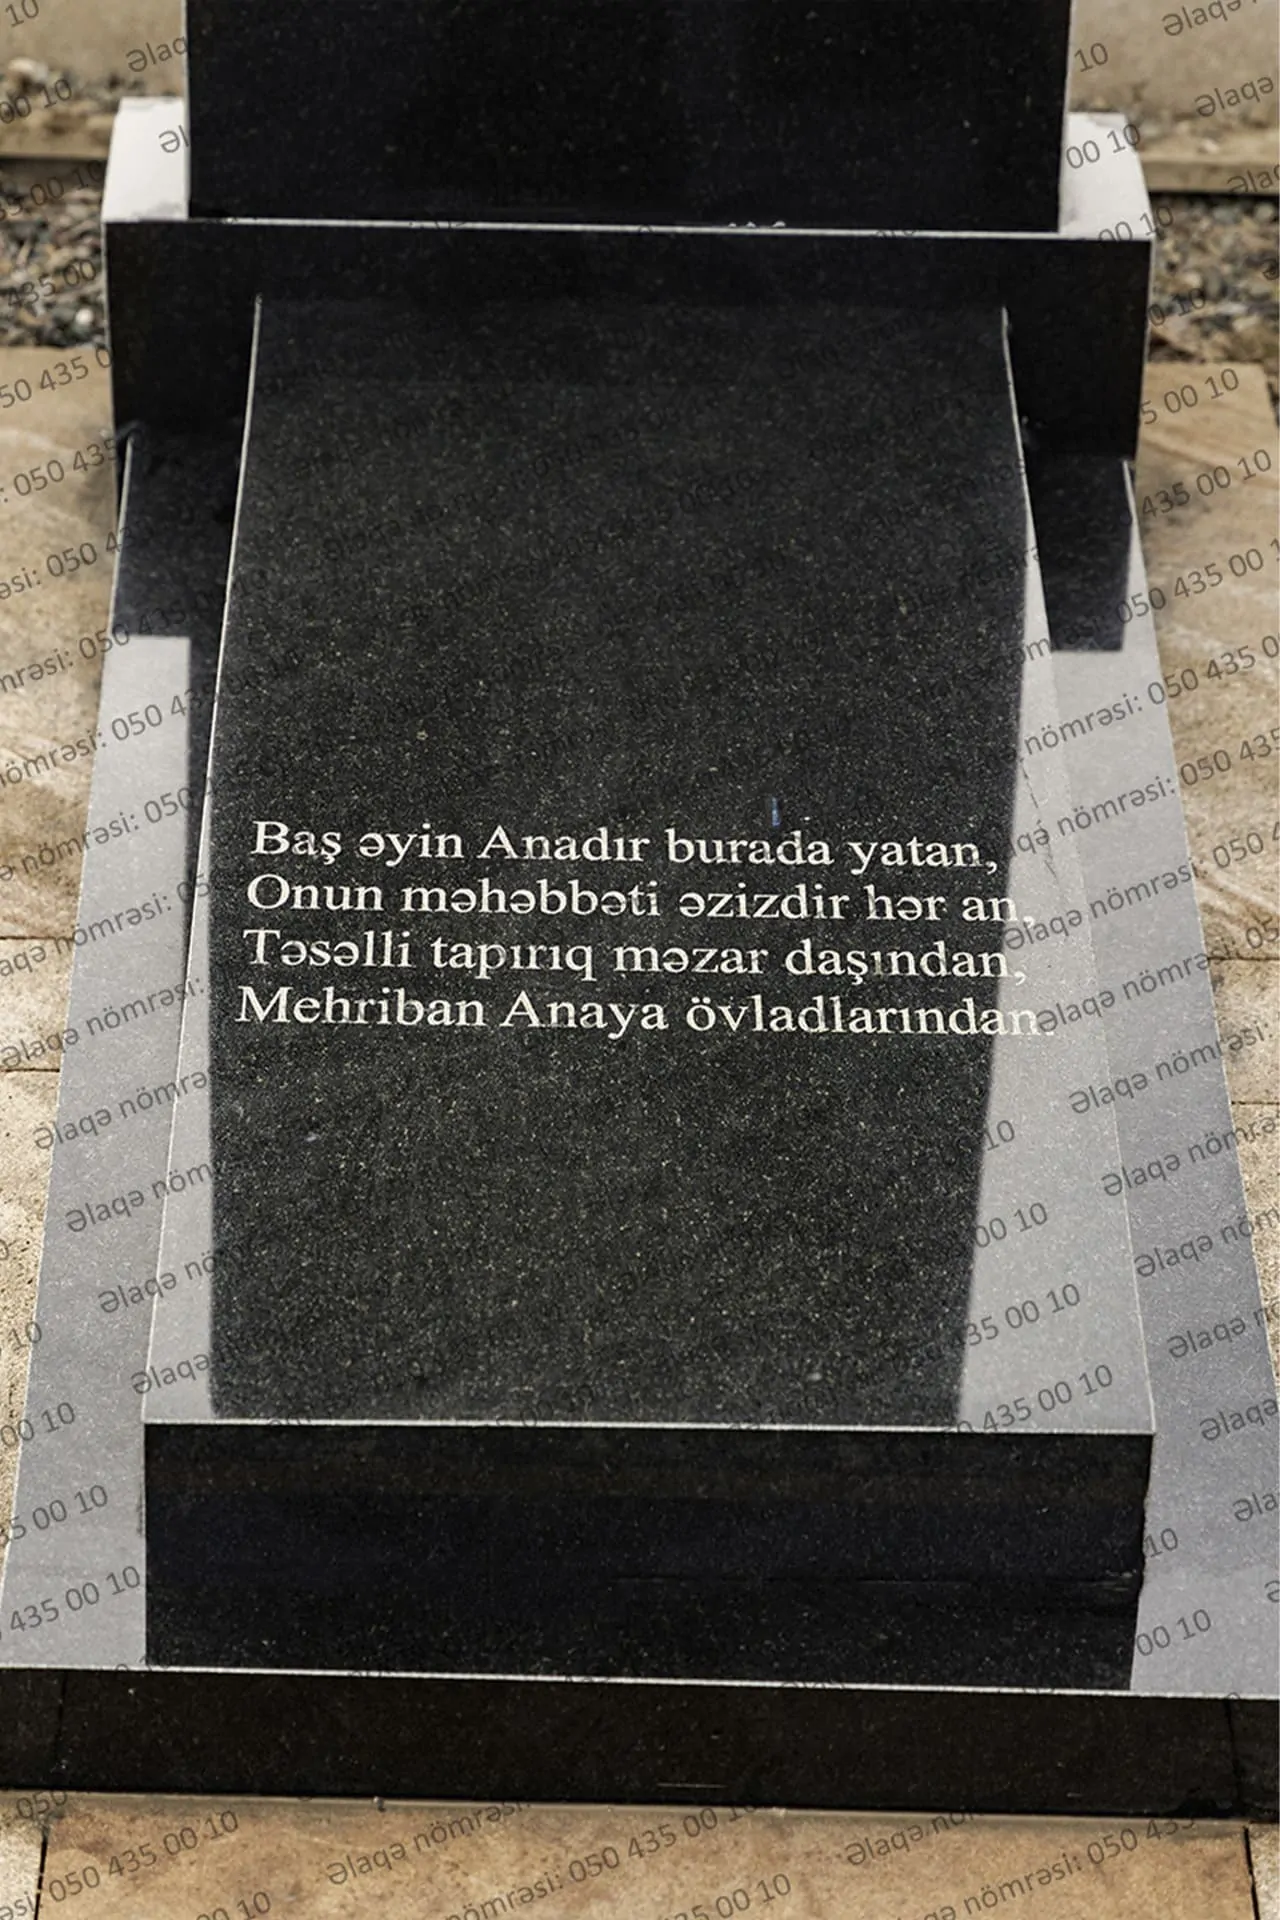 Baş əyin Anadır burada yatan,
Onun məhəbbəti əzizdir hər an,
Təsəlli tapırıq məzar daşından,
Mehriban Anaya övladlarından.
Əlaqə nömrəsi: 050 435 00 10